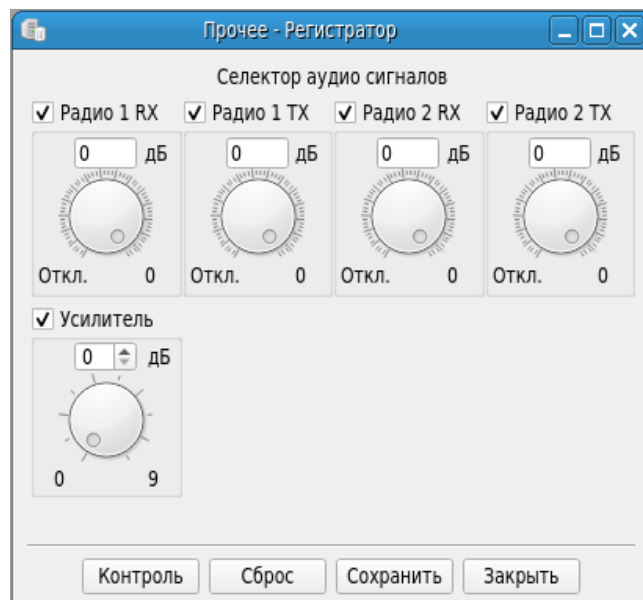 Прочее - Регистратор
Селектор аудио сигналов
Радио 1 RX Радио 1 TX Радио 2 RX Радио 2 TX
0 дБ 0 дБ 0 дБ 0 дБ
Откл. 0 Откл. 0 Откл. 0 Откл. 0
Усилитель
0 дБ
0 9
Контроль Сброс Сохранить Закрыть